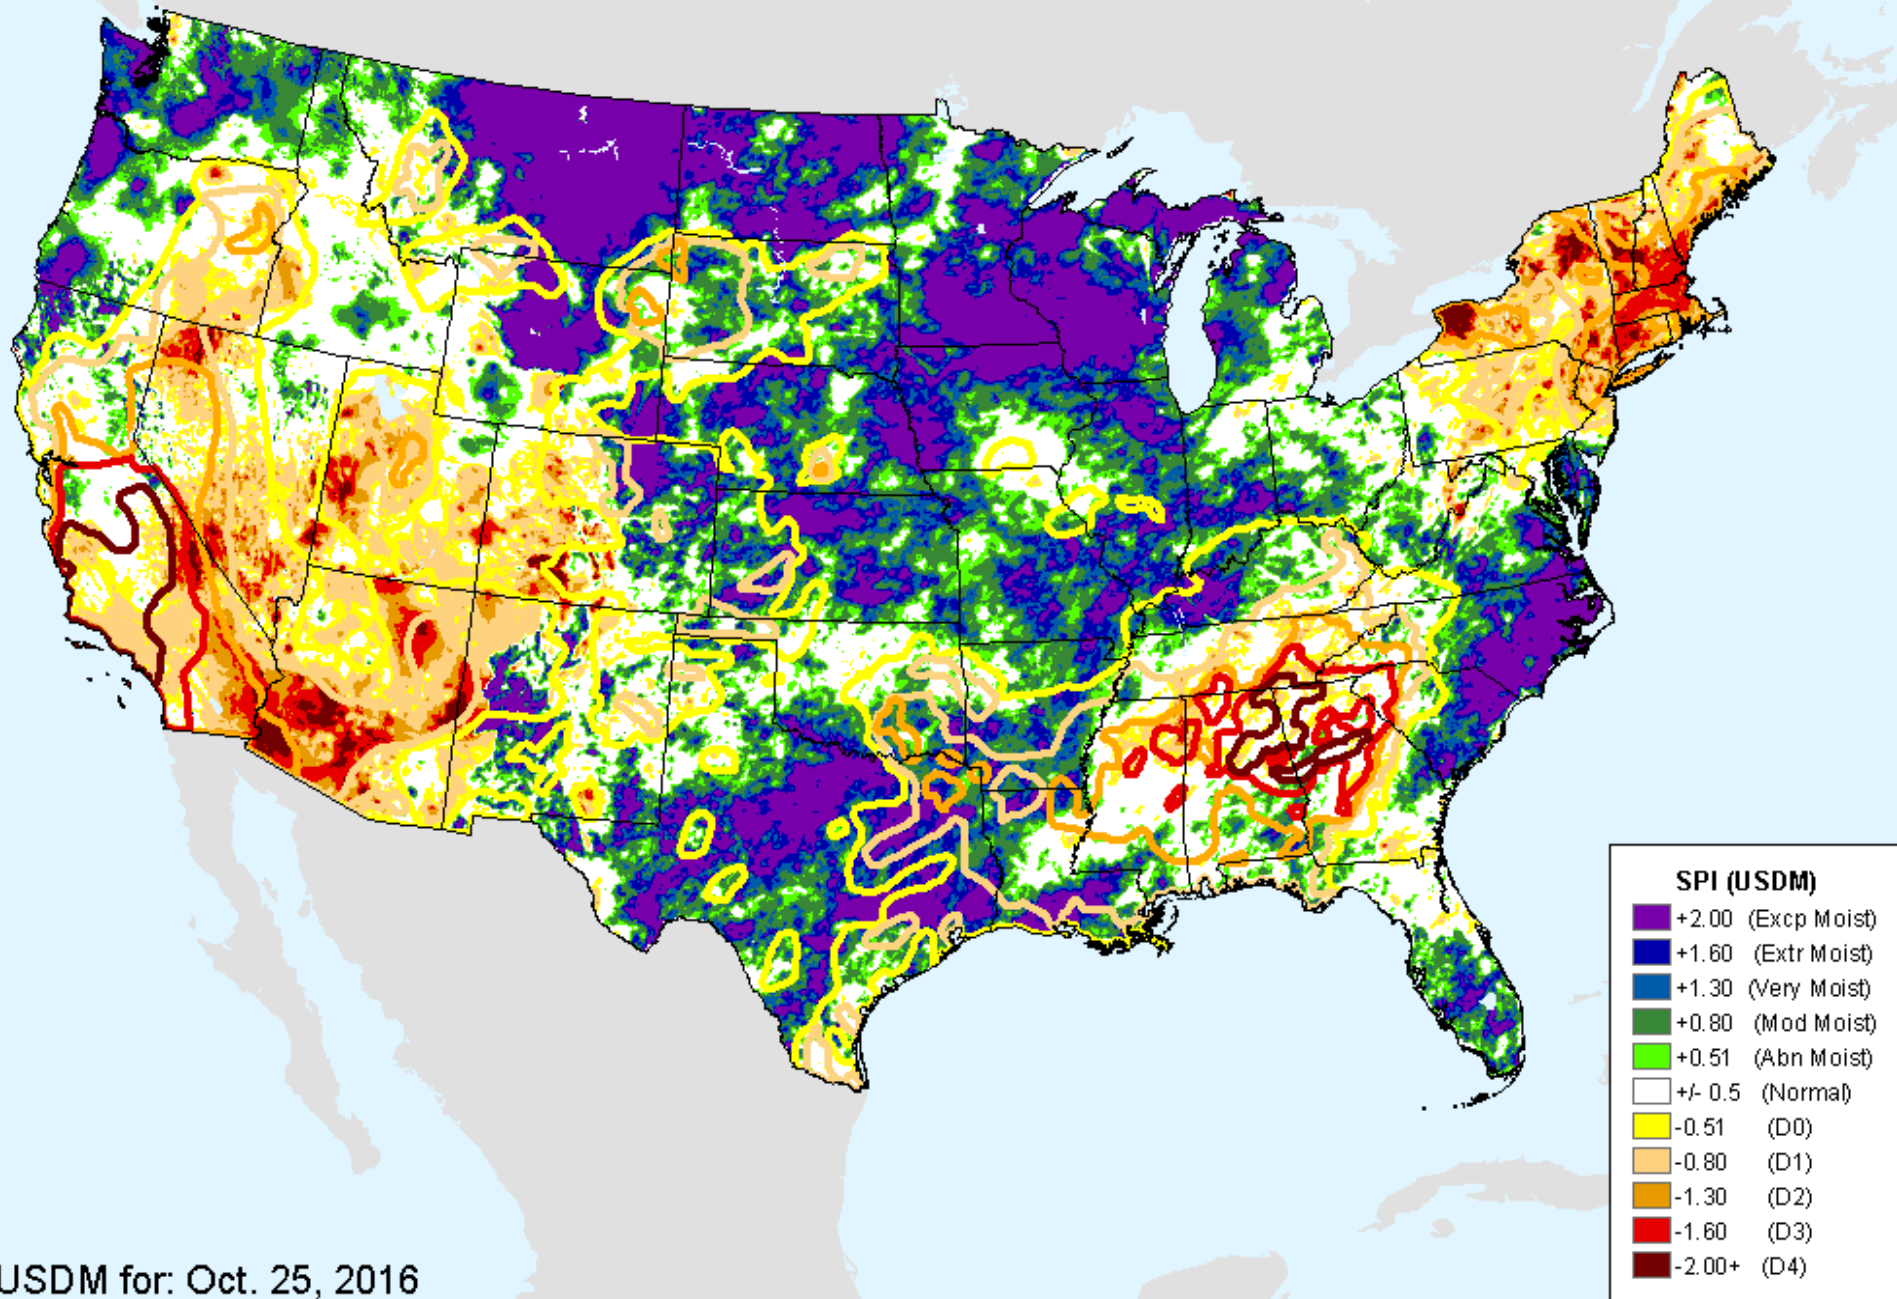 SPI (USDM)
+2.00 (Excp Moist)
+1.60 (Extr Moist)
+1.30 (Very Moist)
+0.80 (Mod Moist)
+0.51 (Abn Moist)
+/- 0.5 (Normal)
-0.51 (D0)
-0.80 (D1)
-1.30 (D2)
-1.60 (D3)
-2.00+ (D4)
USDM for: Oct. 25, 2016